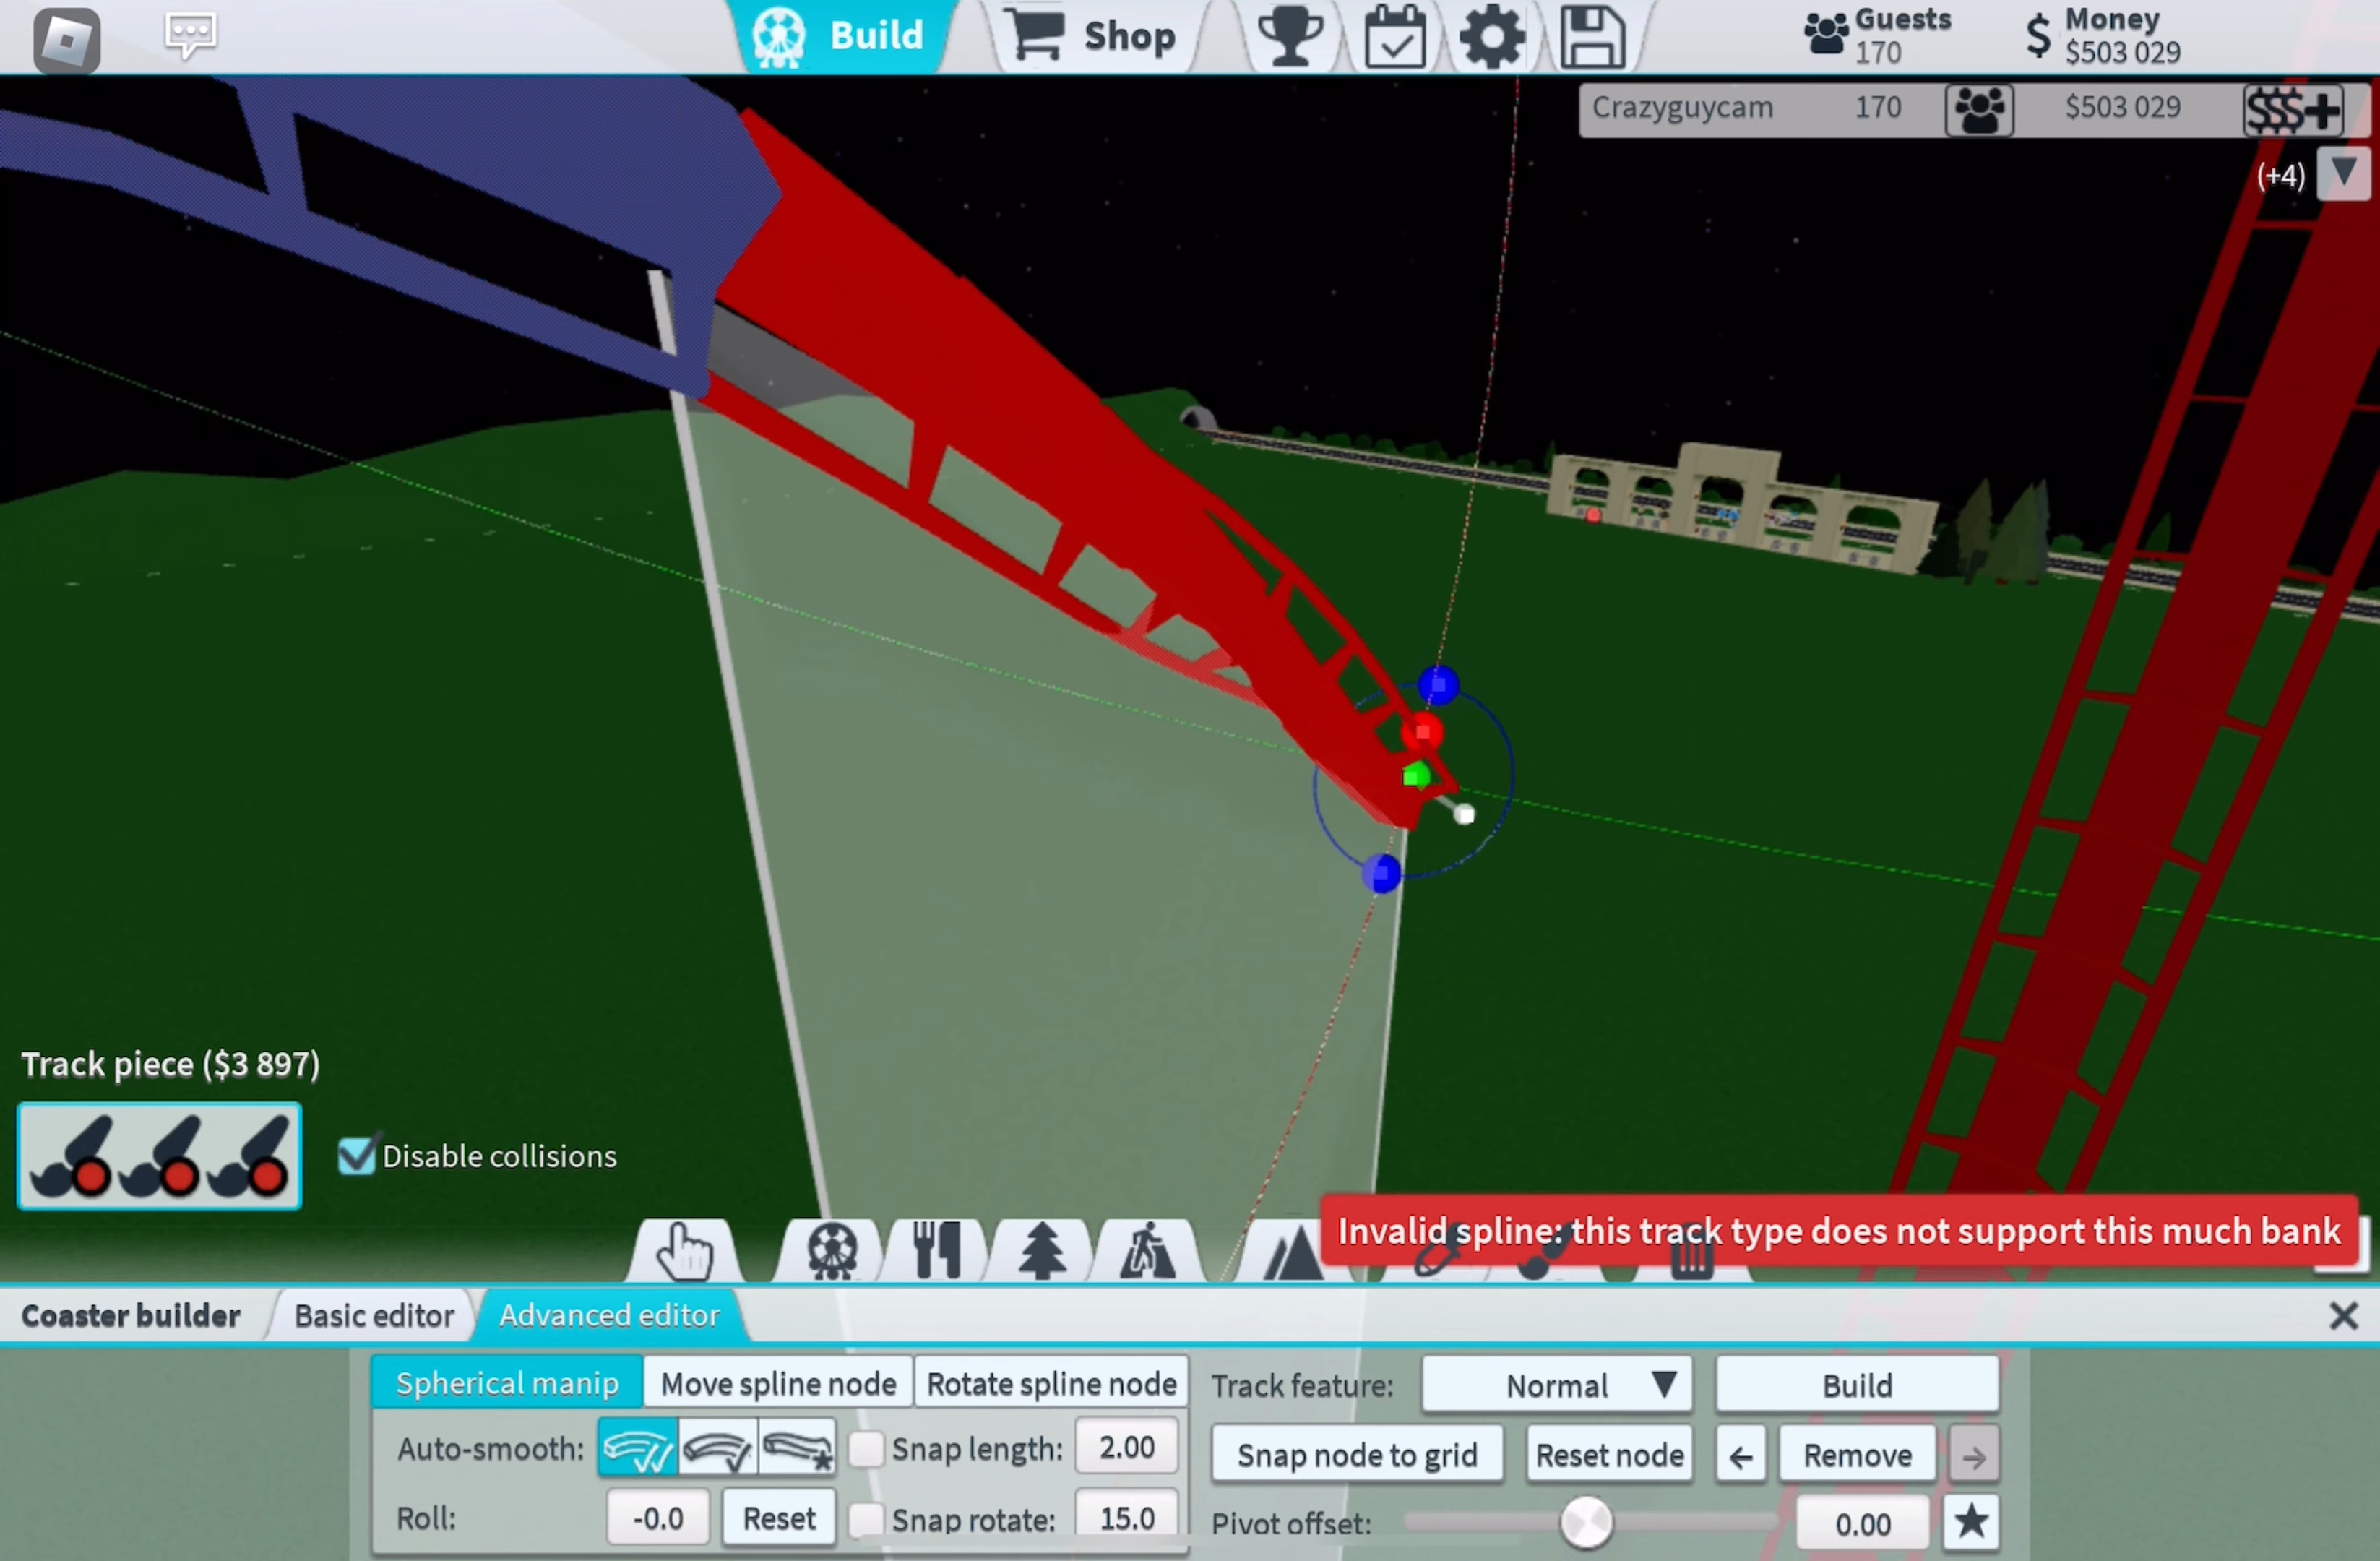 Build
Shop
Guests
170
Money
$503 029
Crazyguycam 170 $503 029
$$$+
(+4)
Track piece ($3 897)
Disable collisions
Invalid spline: this track type does not support this much bank
Coaster builder
Basic editor
Advanced editor
Spherical manip
Move spline node
Rotate spline node
Track feature:
Normal
Build
Auto-smooth:
Snap length:
2.00
Snap node to grid
Reset node
Remove
Roll:
-0.0
Reset
Snap rotate:
15.0
Pivot offset:
0.00